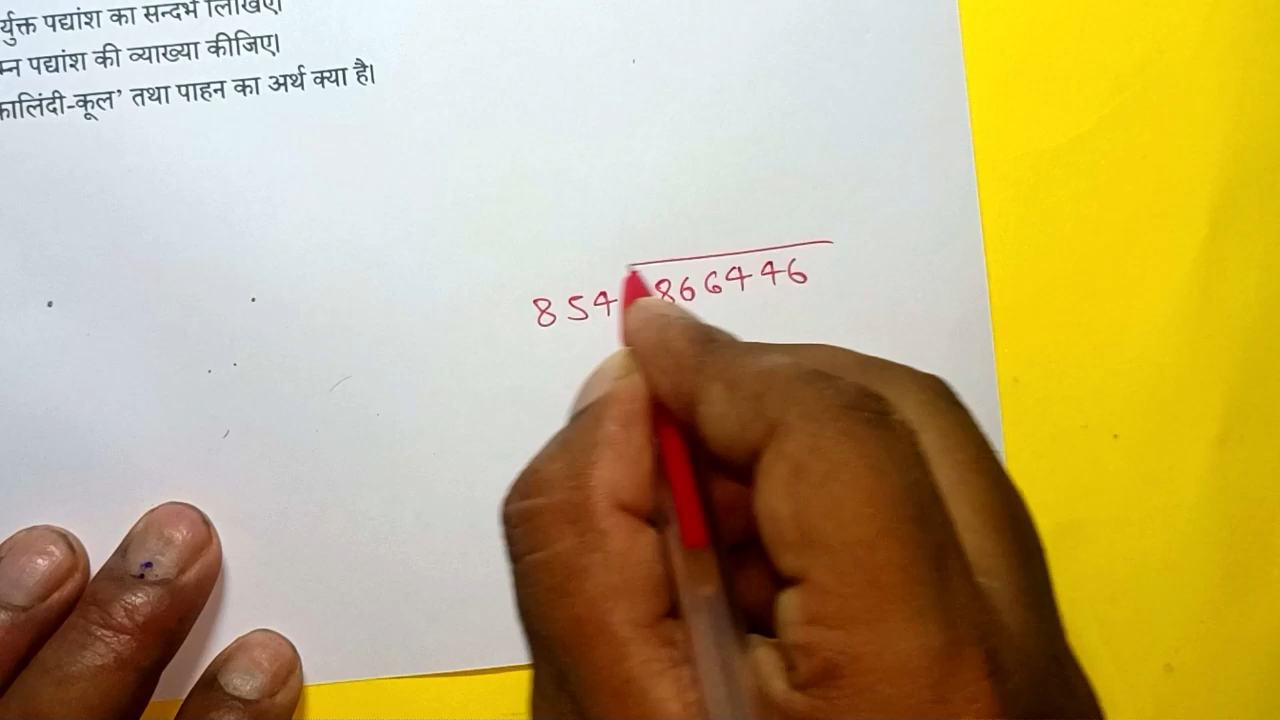 पद्यांश का सन्दर्भ लिखिए।
पद्यांश की व्याख्या कीजिए।
कालिंदी-कूल’ तथा पाहन का अर्थ क्या है।
854 866446